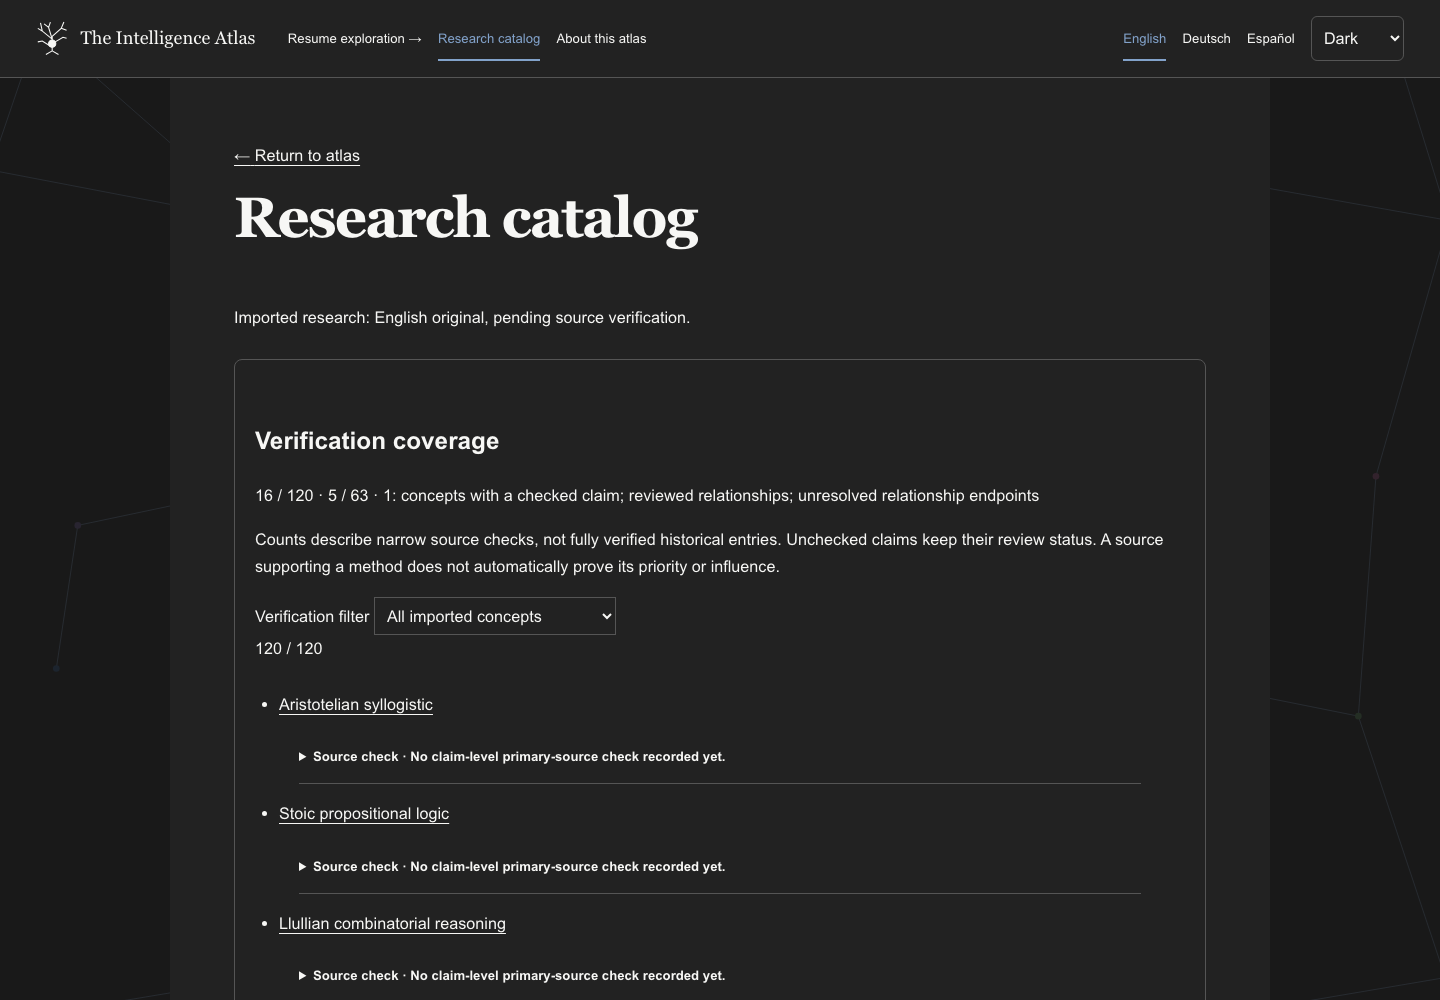 The Intelligence Atlas
Resume exploration →
Research catalog
About this atlas
English
Deutsch
Español
Dark
← Return to atlas
Research catalog
Imported research: English original, pending source verification.
Verification coverage
16 / 120 · 5 / 63 · 1: concepts with a checked claim; reviewed relationships; unresolved relationship endpoints
Counts describe narrow source checks, not fully verified historical entries. Unchecked claims keep their review status. A source
supporting a method does not automatically prove its priority or influence.
Verification filter All imported concepts
120 / 120
• Aristotelian syllogistic
▶ Source check · No claim-level primary-source check recorded yet.
• Stoic propositional logic
▶ Source check · No claim-level primary-source check recorded yet.
• Llullian combinatorial reasoning
▶ Source check · No claim-level primary-source check recorded yet.